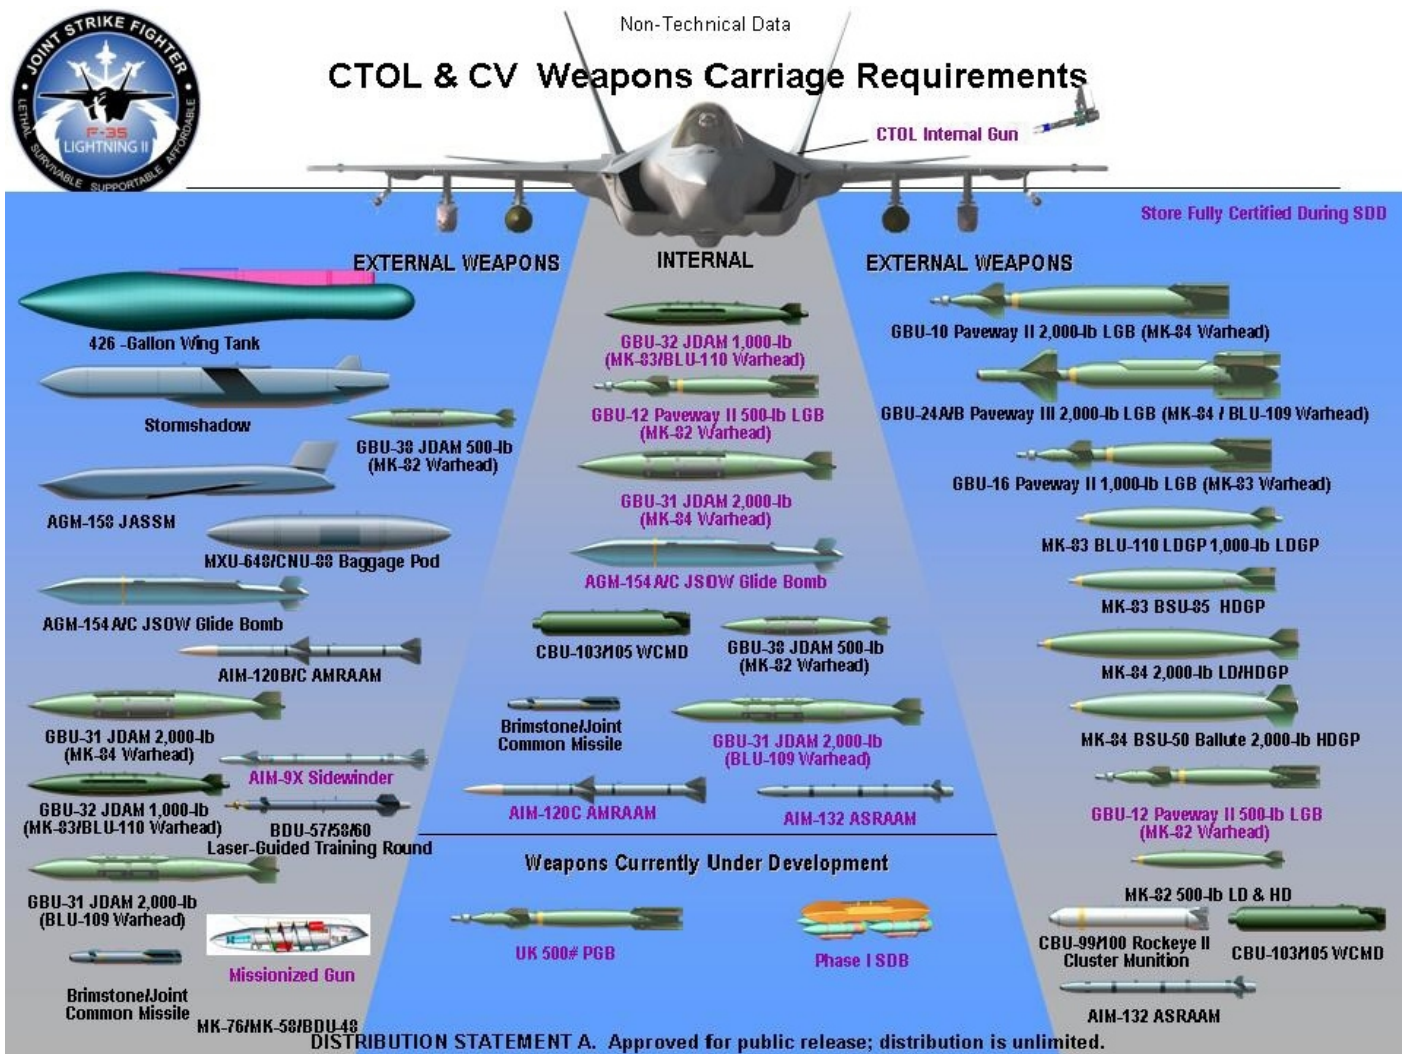 Non-Technical Data
CTOL & CV Weapons Carriage Requirements
JOINT STRIKE FIGHTER
F-35
LIGHTNING II
LETHAL SURVIVABLE SUPPORTABLE AFFORDABLE
CTOL Internal Gun
Store Fully Certified During SDD
EXTERNAL WEAPONS
426 -Gallon Wing Tank
Stormshadow
GBU-38 JDAM 500-lb
(MK-82 Warhead)
AGM-158 JASSM
MXU-648/CNU-88 Baggage Pod
AGM-154A/C JSOW Glide Bomb
AIM-120B/C AMRAAM
GBU-31 JDAM 2,000-lb
(MK-84 Warhead)
AIM-9X Sidewinder
GBU-32 JDAM 1,000-lb
(MK-83/BLU-110 Warhead)
BDU-57/58/60
Laser-Guided Training Round
GBU-31 JDAM 2,000-lb
(BLU-109 Warhead)
Missionized Gun
Brimstone/Joint
Common Missile
MK-76/MK-58/BDU-48
INTERNAL
GBU-32 JDAM 1,000-lb
(MK-83/BLU-110 Warhead)
GBU-12 Paveway II 500-lb LGB
(MK-82 Warhead)
GBU-31 JDAM 2,000-lb
(MK-84 Warhead)
AGM-154A/C JSOW Glide Bomb
CBU-103/105 WCMD
GBU-38 JDAM 500-lb
(MK-82 Warhead)
Brimstone/Joint
Common Missile
GBU-31 JDAM 2,000-lb
(BLU-109 Warhead)
AIM-120C AMRAAM
AIM-132 ASRAAM
Weapons Currently Under Development
UK 500# PGB
Phase I SDB
EXTERNAL WEAPONS
GBU-10 Paveway II 2,000-lb LGB (MK-84 Warhead)
GBU-24A/B Paveway III 2,000-lb LGB (MK-84 / BLU-109 Warhead)
GBU-16 Paveway II 1,000-lb LGB (MK-83 Warhead)
MK-83 BLU-110 LDGP 1,000-lb LDGP
MK-83 BSU-85 HDGP
MK-84 2,000-lb LD/HDGP
MK-84 BSU-50 Ballute 2,000-lb HDGP
GBU-12 Paveway II 500-lb LGB
(MK-82 Warhead)
MK-82 500-lb LD & HD
CBU-99/100 Rockeye II
Cluster Munition
CBU-103/105 WCMD
AIM-132 ASRAAM
DISTRIBUTION STATEMENT A. Approved for public release; distribution is unlimited.